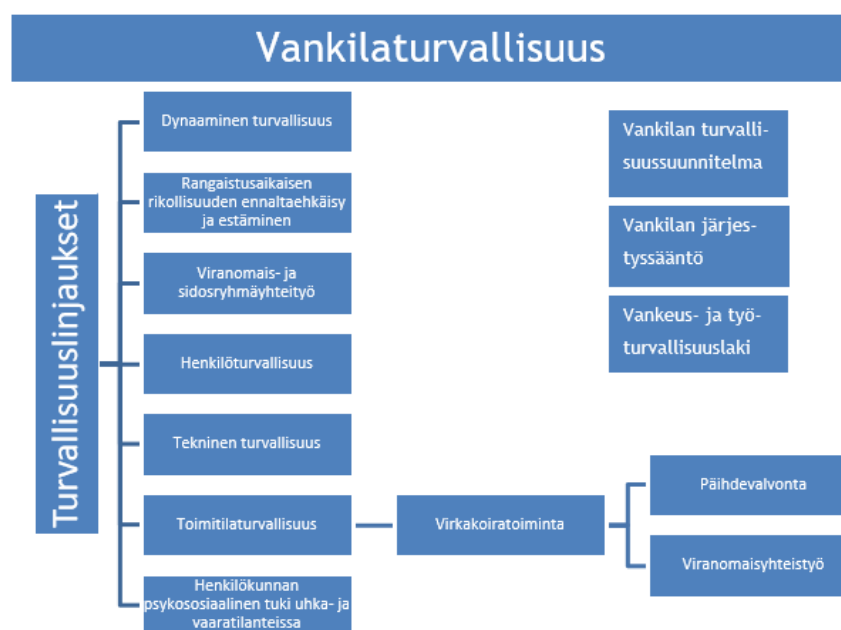 Vankilaturvallisuus
Turvallisuuslinjaukset
Dynaaminen turvallisuus
Rangaistusaikaisen
rikollisuuden ennaltaehkäisy
ja estäminen
Viranomais- ja
sidosryhmäyhteityö
Henkilöturvallisuus
Tekninen turvallisuus
Toimitilaturvallisuus
Henkilökunnan
psykososiaalinen tuki uhka- ja
vaaratilanteissa
Virkakoiratoiminta
Päihdevalvonta
Viranomaisyhteistyö
Vankilan turvalli-
suussuunnitelma
Vankilan järjes-
tyssääntö
Vankeus- ja työ-
turvallisuuslaki